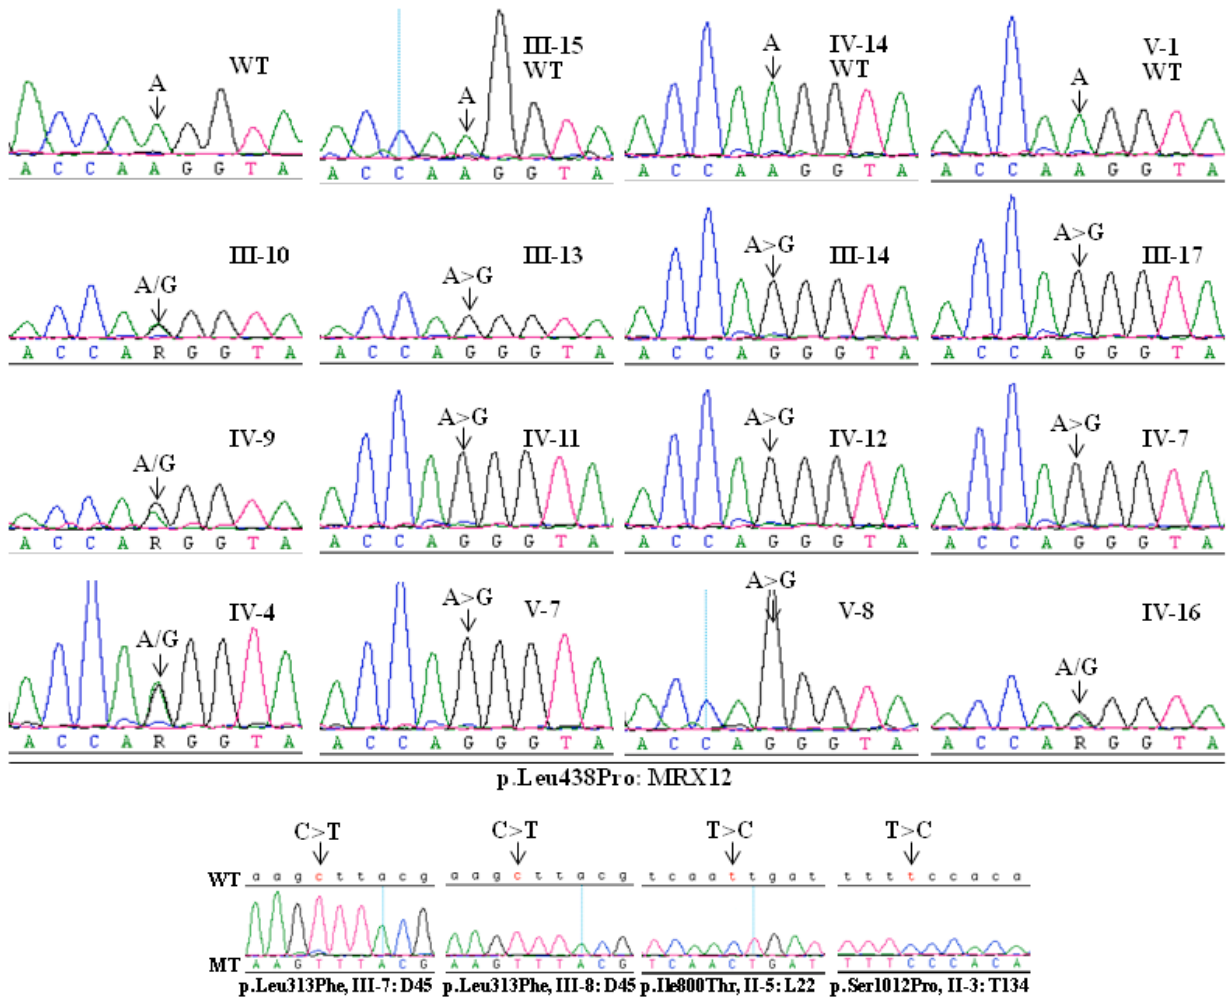 A WT
III-15 WT A
IV-14 WT A
V-1 WT A
A C C A A G G T A
A C C A A G G T A
A C C A A G G T A
A C C A A G G T A
III-10 A/G
III-13 A>G
III-14 A>G
III-17 A>G
A C C A R G G T A
A C C A G G G T A
A C C A G G G T A
A C C A G G G T A
IV-9 A/G
IV-11 A>G
IV-12 A>G
IV-7 A>G
A C C A R G G T A
A C C A G G G T A
A C C A G G G T A
A C C A G G G T A
IV-4 A/G
V-7 A>G
V-8 A>G
IV-16 A/G
A C C A R G G T A
A C C A G G G T A
A C C A G G G T A
A C C A R G G T A
p.Leu438Pro: MRX12
C>T C>T T>C T>C
WT a a g c t t a c g a a g c t t a c g t c a a t t g a t t t t t c c a c a
MT A A G T T T A C G A A G T T T A C G T C A A C T G A T T T T C C C A C A
p.Leu313Phe, III-7: D45 p.Leu313Phe, III-8: D45 p.Ile800Thr, II-5: L22 p.Ser1012Pro, II-3: T134